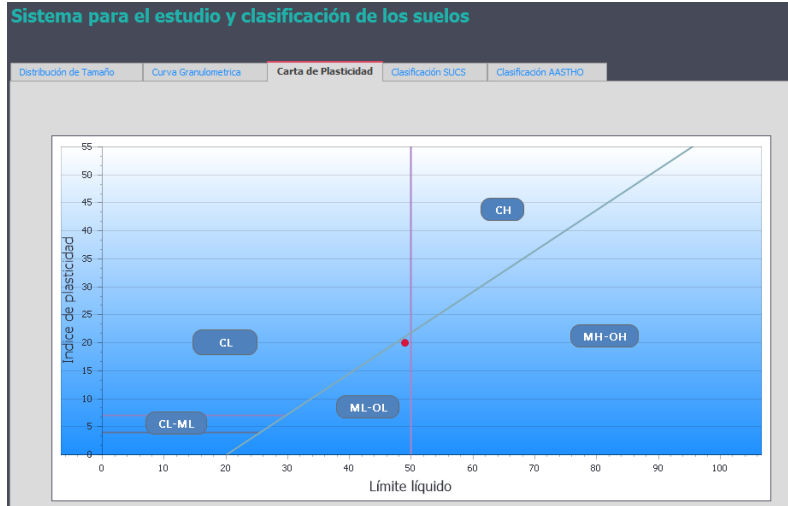 Sistema para el estudio y clasificación de los suelos
Distribución de Tamaño
Curva Granulometrica
Carta de Plasticidad
Clasificación SUCS
Clasificación AASTHO
55
50
45
40
35
30
25
20
15
10
5
0
Indice de plasticidad
CH
CL
MH-OH
ML-OL
CL-ML
0 10 20 30 40 50 60 70 80 90 100
Límite líquido